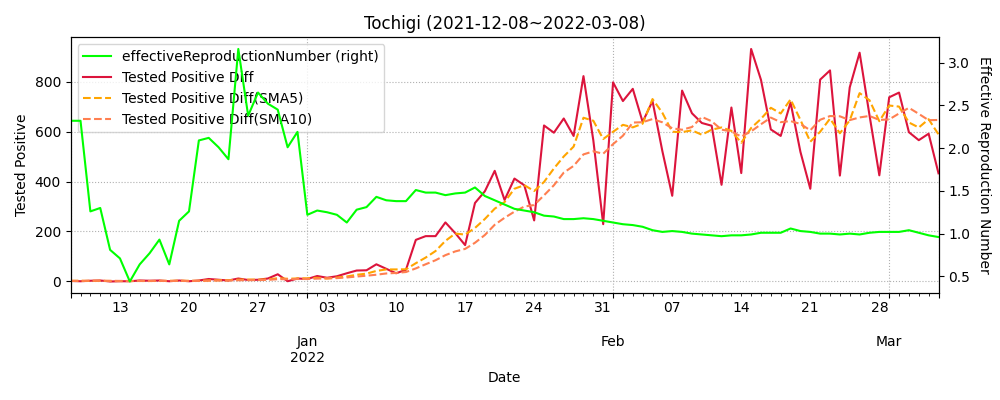 Tochigi (2021-12-08~2022-03-08)
effectiveReproductionNumber (right)
Tested Positive Diff
Tested Positive Diff(SMA5)
Tested Positive Diff(SMA10)
Tested Positive
800
600
400
200
0
3.0
2.5
2.0
1.5
1.0
0.5
Effective Reproduction Number
13 20 27 03 10 17 24 31 07 14 21 28
Jan Feb Mar
2022
Date